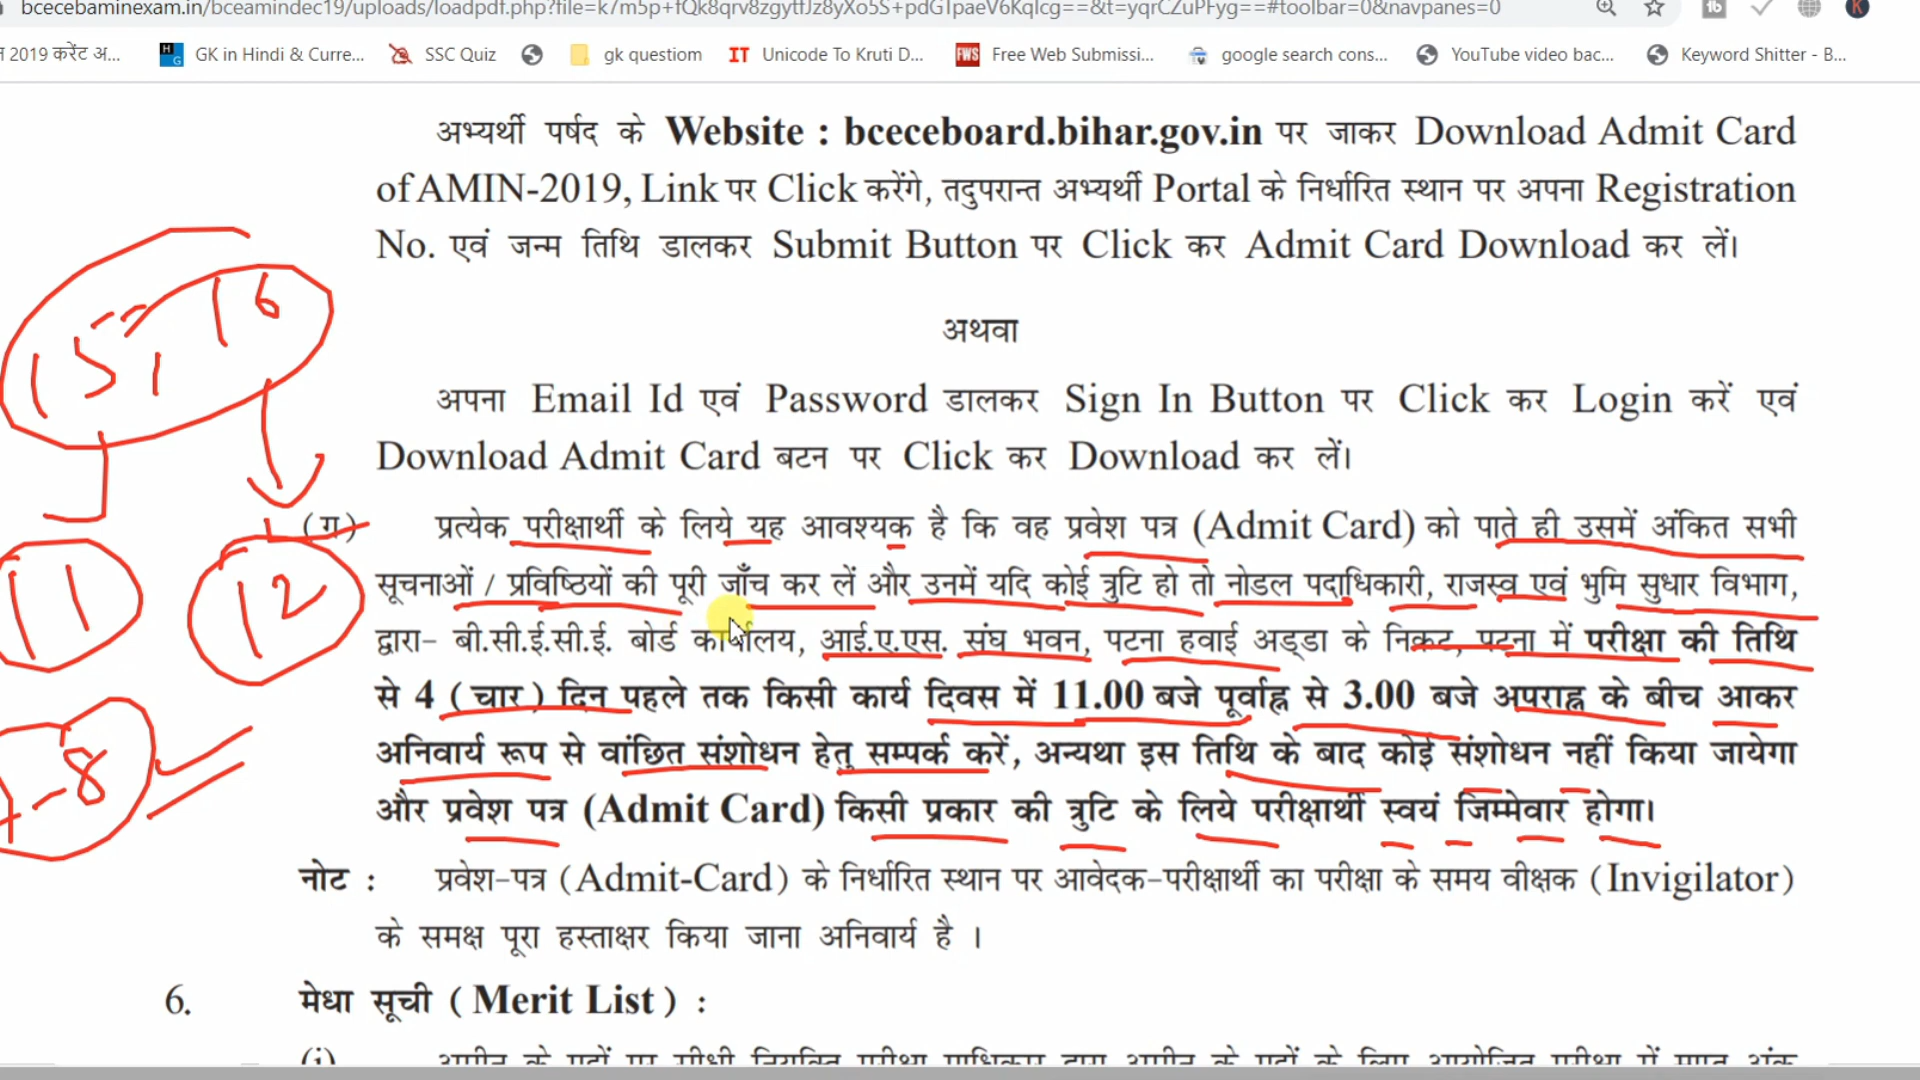 bcecebaminexam.in/bceamindec19/uploads/loadpdf.php?file=
#toolbar=0&navpanes=0
2019 करेंट अ...
GK in Hindi & Curre...
SSC Quiz
gk questiom
Unicode To Kruti D...
Free Web Submissi...
google search cons...
YouTube video bac...
Keyword Shitter - B...
अभ्यर्थी पर्षद के Website : bceceboard.bihar.gov.in पर जाकर Download Admit Card
of AMIN-2019, Link पर Click करेंगे, तदुपरान्त अभ्यर्थी Portal के निर्धारित स्थान पर अपना Registration
No. एवं जन्म तिथि डालकर Submit Button पर Click कर Admit Card Download कर लें।
15, 16
अथवा
अपना Email Id एवं Password डालकर Sign In Button पर Click कर Login करें एवं
Download Admit Card बटन पर Click कर Download कर लें।
(ग) प्रत्येक परीक्षार्थी के लिये यह आवश्यक है कि वह प्रवेश पत्र (Admit Card) को पाते ही उसमें अंकित सभी
सूचनाओं / प्रविष्ठियों की पूरी जाँच कर लें और उनमें यदि कोई त्रुटि हो तो नोडल पदाधिकारी, राजस्व एवं भुमि सुधार विभाग,
11
12
द्वारा- बी.सी.ई.सी.ई. बोर्ड कार्यालय, आई.ए.एस. संघ भवन, पटना हवाई अड्डा के निकट, पटना में परीक्षा की तिथि
से 4 (चार) दिन पहले तक किसी कार्य दिवस में 11.00 बजे पूर्वाह्न से 3.00 बजे अपराह्न के बीच आकर
अनिवार्य रूप से वांछित संशोधन हेतु सम्पर्क करें, अन्यथा इस तिथि के बाद कोई संशोधन नहीं किया जायेगा
-8
और प्रवेश पत्र (Admit Card) किसी प्रकार की त्रुटि के लिये परीक्षार्थी स्वयं जिम्मेवार होगा।
नोट : प्रवेश-पत्र (Admit-Card) के निर्धारित स्थान पर आवेदक-परीक्षार्थी का परीक्षा के समय वीक्षक (Invigilator)
के समक्ष पूरा हस्ताक्षर किया जाना अनिवार्य है ।
6. मेधा सूची ( Merit List ) :
(i) अमीन के पदों पर सीधी नियुक्ति परीक्षा प्राधिकार द्वारा अमीन के पदों के लिए आयोजित परीक्षा में प्राप्त अंक